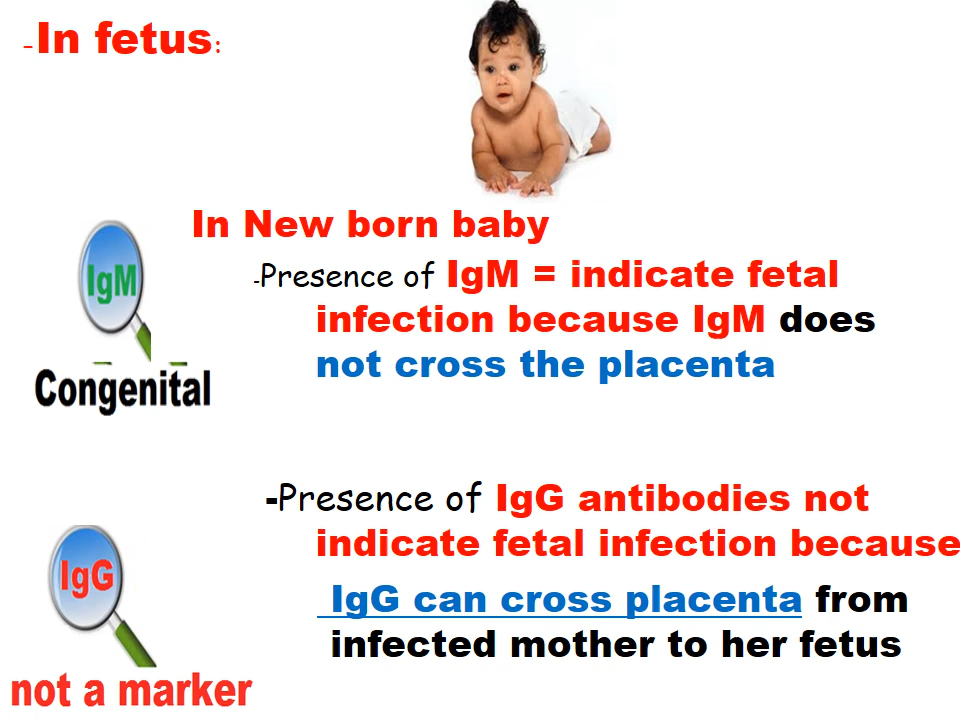 -In fetus:
In New born baby
-Presence of IgM = indicate fetal
infection because IgM does
not cross the placenta
IgM
Congenital
-Presence of IgG antibodies not
indicate fetal infection because
IgG can cross placenta from
infected mother to her fetus
IgG
not a marker